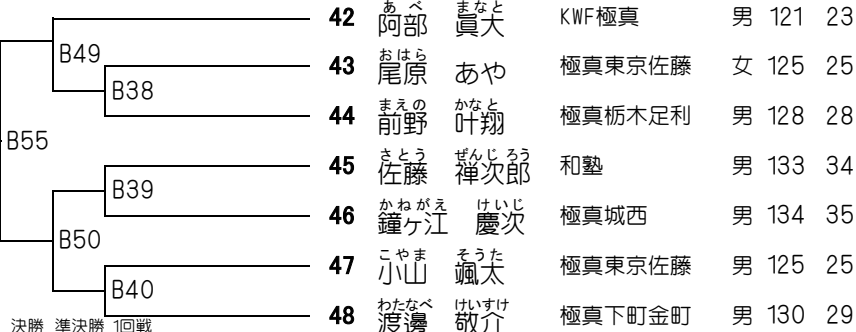 あべ まなと
42 阿部 眞大 KWF極真 男 121 23
B49
おはら
43 尾原 あや 極真東京佐藤 女 125 25
B38
まえの かなと
44 前野 叶翔 極真栃木足利 男 128 28
B55
さとう ぜんじろう
45 佐藤 禅次郎 和塾 男 133 34
B39
かねがえ けいじ
46 鐘ヶ江 慶次 極真城西 男 134 35
B50
こやま そうた
47 小山 颯太 極真東京佐藤 男 125 25
B40
わたなべ けいすけ
48 渡邊 敬介 極真下町金町 男 130 29
決勝 準決勝 1回戦